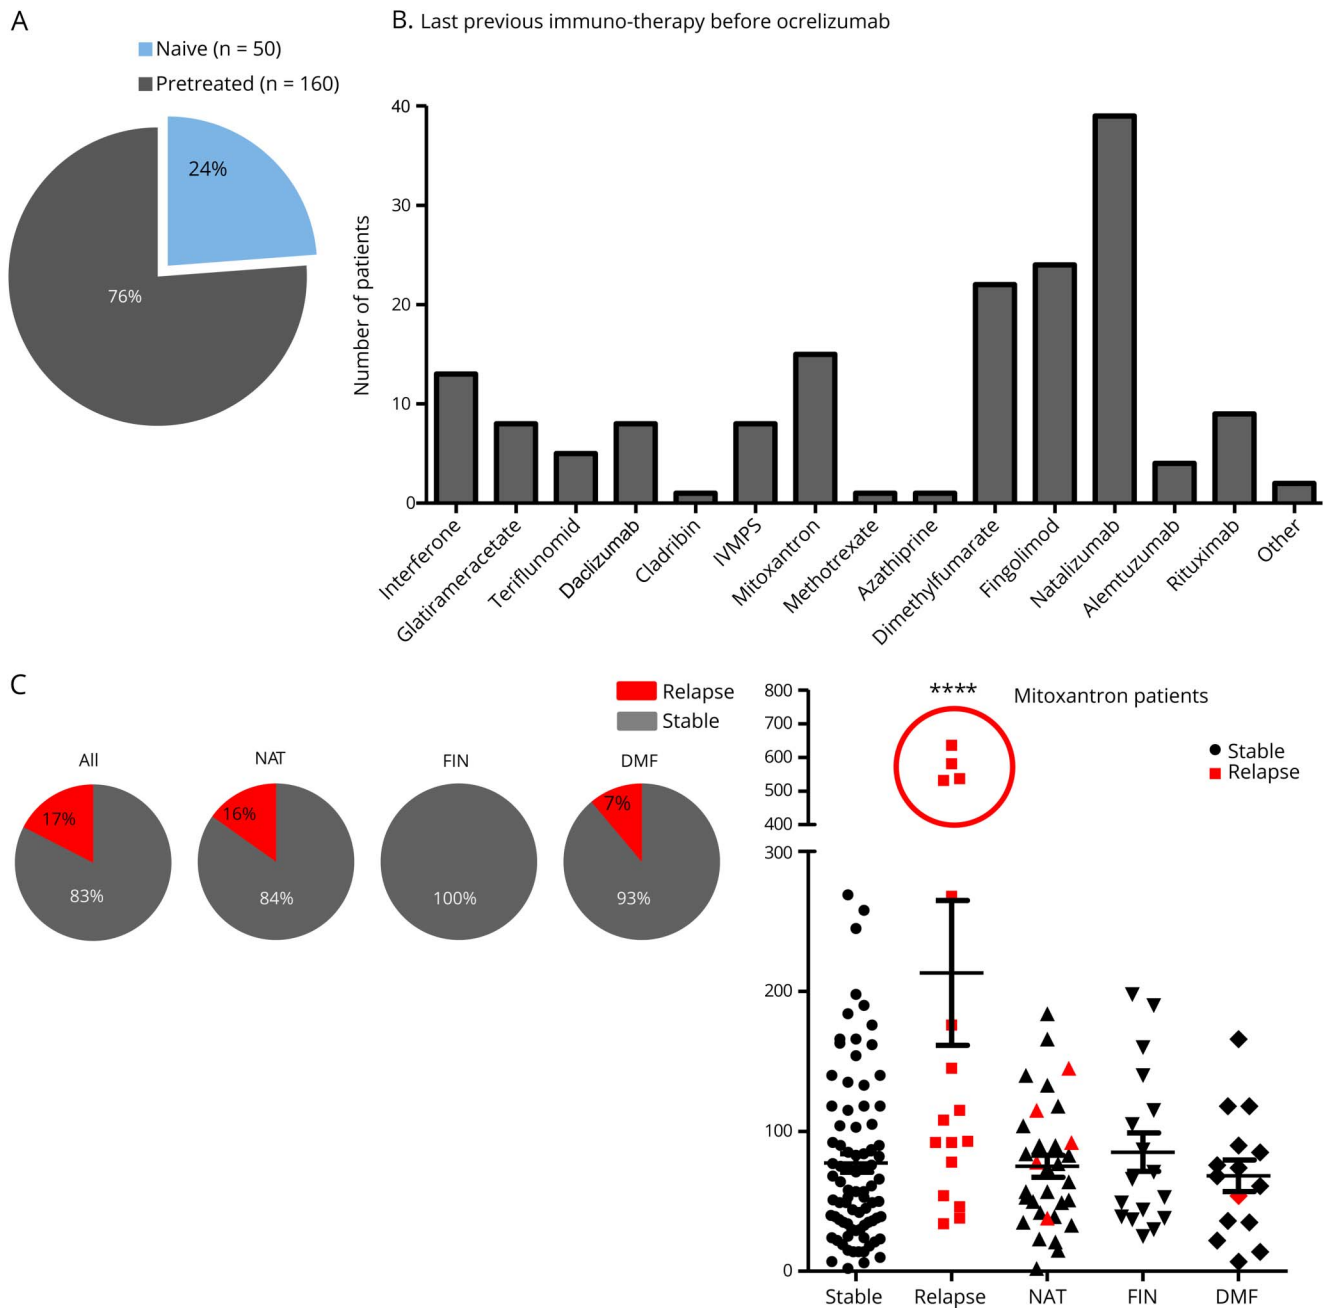 A
Naive (n = 50)
Pretreated (n = 160)
24%
76%
B. Last previous immuno-therapy before ocrelizumab
Number of patients
40
30
20
10
0
Interferone
Glatirameracetate
Teriflunomid
Daclizumab
Cladribin
IVMPS
Mitoxantron
Methotrexate
Azathiprine
Dimethylfumarate
Fingolimod
Natalizumab
Alemtuzumab
Rituximab
Other
C
Relapse
Stable
All
17%
83%
NAT
16%
84%
FIN
100%
DMF
7%
93%
****
Mitoxantron patients
Stable
Relapse
800
700
600
500
400
300
200
100
0
Stable
Relapse
NAT
FIN
DMF